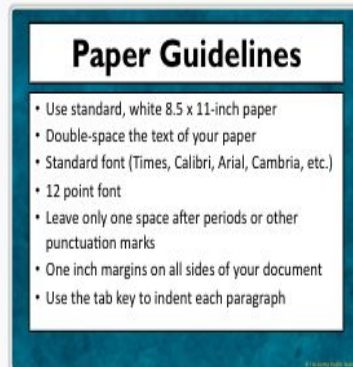 Paper Guidelines
• Use standard, white 8.5 x 11-inch paper
• Double-space the text of your paper
• Standard font (Times, Calibri, Arial, Cambria, etc.)
• 12 point font
• Leave only one space after periods or other
punctuation marks
• One inch margins on all sides of your document
• Use the tab key to indent each paragraph